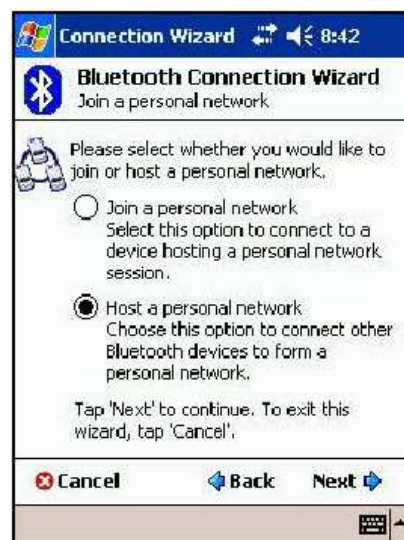 Connection Wizard 8:42
Bluetooth Connection Wizard
Join a personal network
Please select whether you would like to
join or host a personal network.
Join a personal network
Select this option to connect to a
device hosting a personal network
session.
Host a personal network
Choose this option to connect other
Bluetooth devices to form a
personal network.
Tap 'Next' to continue. To exit this
wizard, tap 'Cancel'.
Cancel Back Next